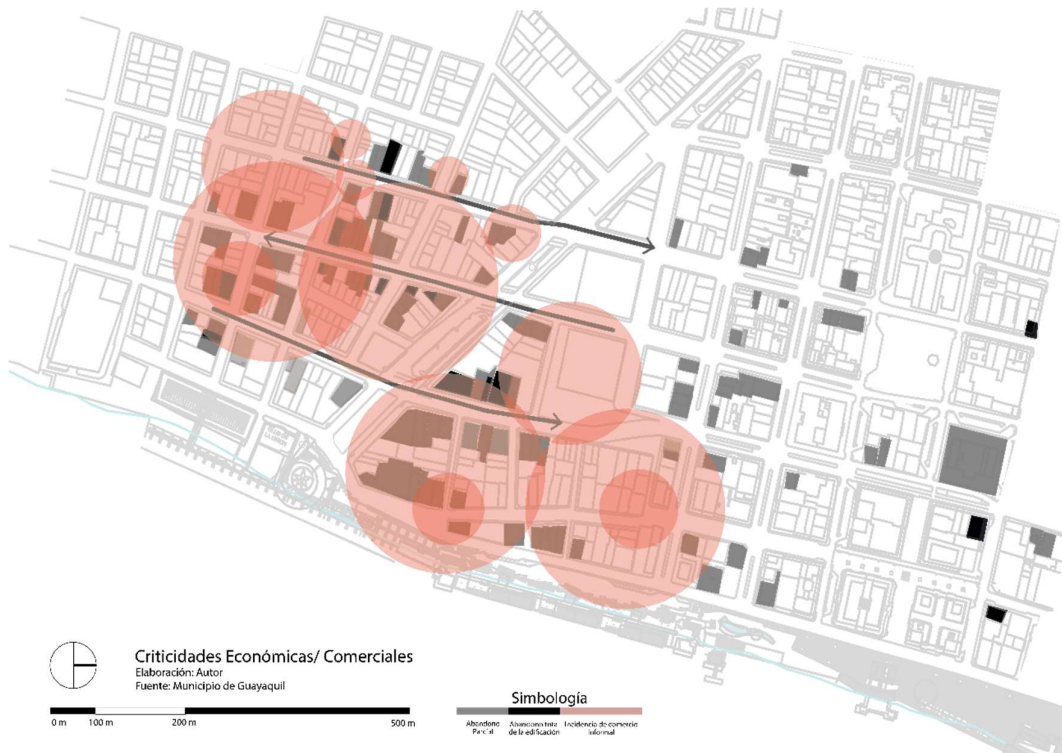 Criticidades Económicas/ Comerciales
Elaboración: Autor
Fuente: Municipio de Guayaquil
0 m 100 m 200 m 500 m
Simbología
Abandono Parcial
Abandono tota de la edificación
Incidencia de comercio Informal